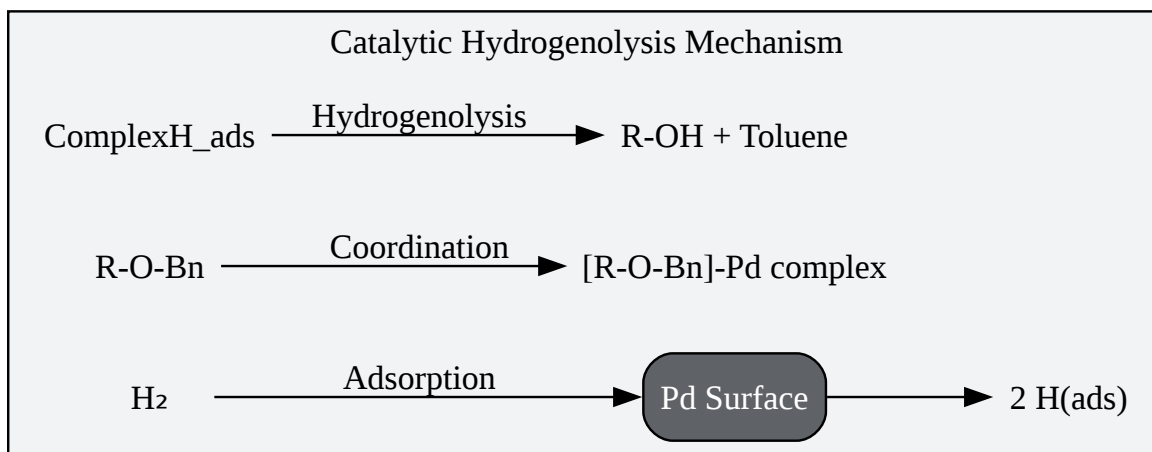 Catalytic Hydrogenolysis Mechanism
ComplexH_ads Hydrogenolysis R-OH + Toluene
R-O-Bn Coordination [R-O-Bn]-Pd complex
H₂ Adsorption Pd Surface 2 H(ads)